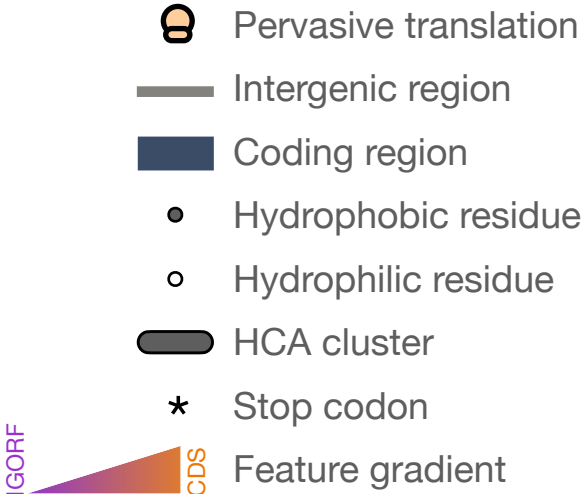 Pervasive translation
Intergenic region
Coding region
Hydrophobic residue
Hydrophilic residue
HCA cluster
* Stop codon
IGORF
CDS
Feature gradient